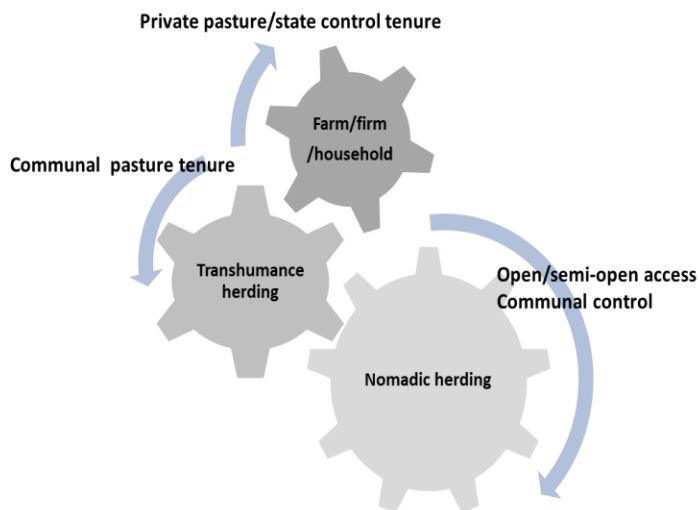 Private pasture/state control tenure
Farm/firm
/household
Communal pasture tenure
Transhumance
herding
Open/semi-open access
Communal control
Nomadic herding